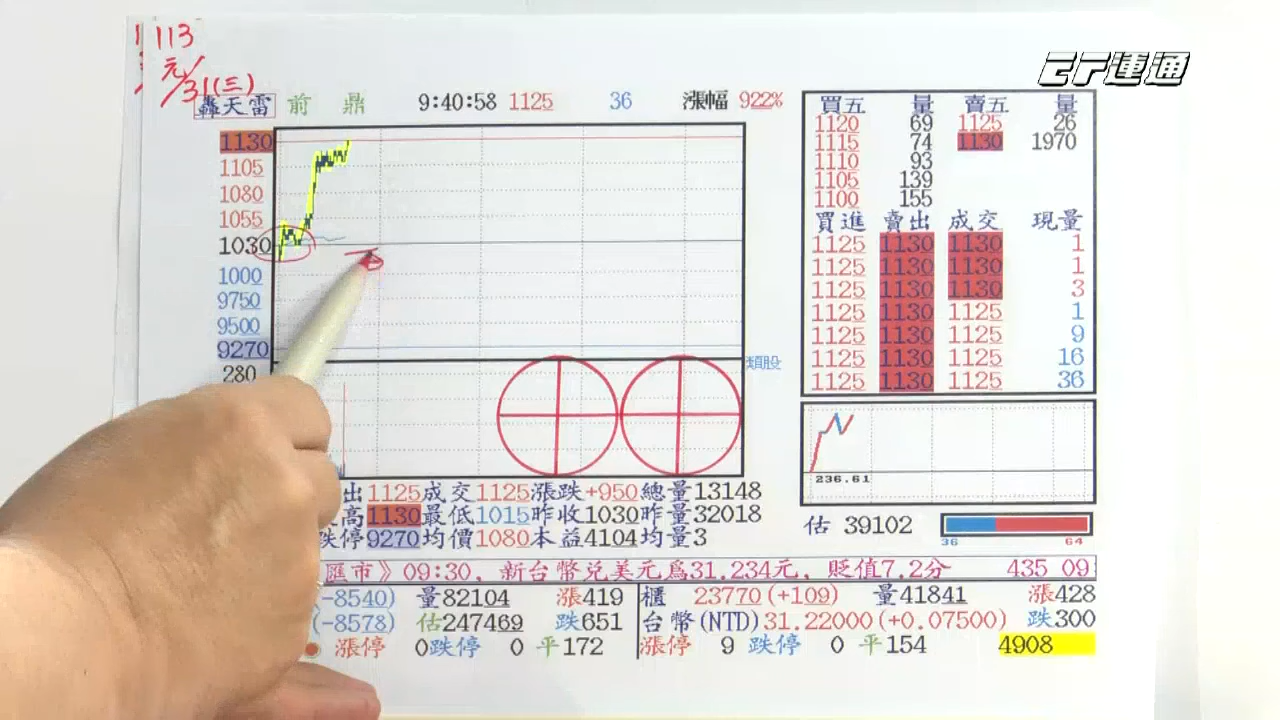 113
元/31(三)
CT運通
轟天雷 前 鼎 9:40:58 1125 36 漲幅 922%
1130
1105
1080
1055
1030
1000
9750
9500
9270
280
類股
買五 量 賣五 量
1120 69 1125 26
1115 74 1130 1970
1110 93
1105 139
1100 155
買進 賣出 成交 現量
1125 1130 1130 1
1125 1130 1130 1
1125 1130 1130 3
1125 1130 1125 1
1125 1130 1125 9
1125 1130 1125 16
1125 1130 1125 36
236.61
估 39102
36 64
出1125成交1125漲跌+950總量13148
高1130最低1015昨收1030昨量32018
跌停9270均價1080本益4104均量3
匯市》09:30, 新台幣兌美元為31.234元, 貶值7.2分 435 09
(-8540) 量82104 漲419 櫃 23770(+109) 量41841 漲428
(-8578) 估247469 跌651 台幣(NTD)31.22000(+0.07500) 跌300
漲停 0跌停 0 平172 漲停 9 跌停 0 平154 4908